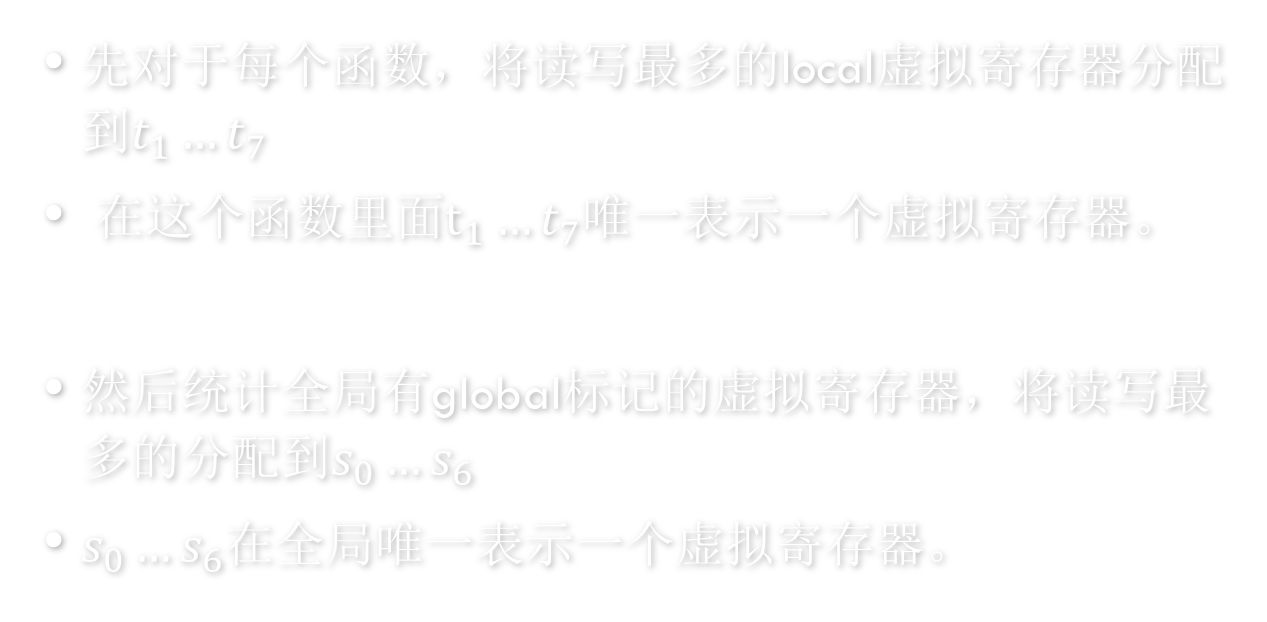 • 先对于每个函数，将读写最多的local虚拟寄存器分配
到t₁ … t₇
• 在这个函数里面t₁ … t₇唯一表示一个虚拟寄存器。
• 然后统计全局有global标记的虚拟寄存器，将读写最
多的分配到s₀ … s₆
• s₀ … s₆在全局唯一表示一个虚拟寄存器。